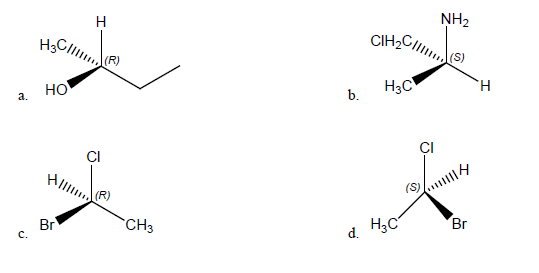 H
H₃C
(R)
HO
a.
NH₂
ClH₂C
(S)
H₃C
H
b.
Cl
H
(R)
Br
CH₃
c.
Cl
H
(S)
H₃C
Br
d.